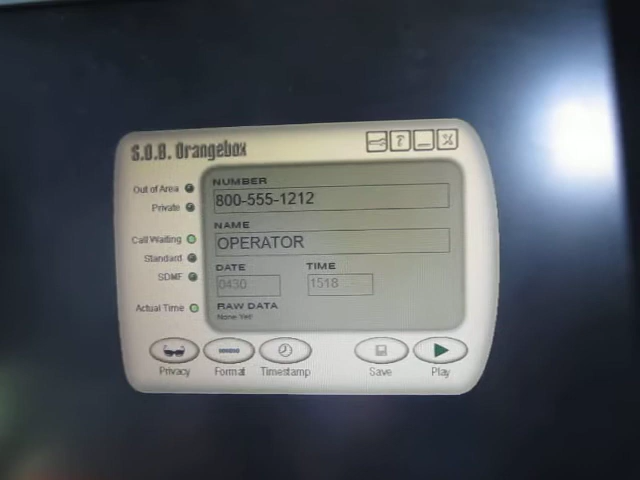 S.O.B. Orangebox
?
Out of Area
Private
Call Waiting
Standard
SDMF
Actual Time
NUMBER
800-555-1212
NAME
OPERATOR
DATE
TIME
0430
1518
RAW DATA
None Yet!
Privacy
Format
Timestamp
Save
Play